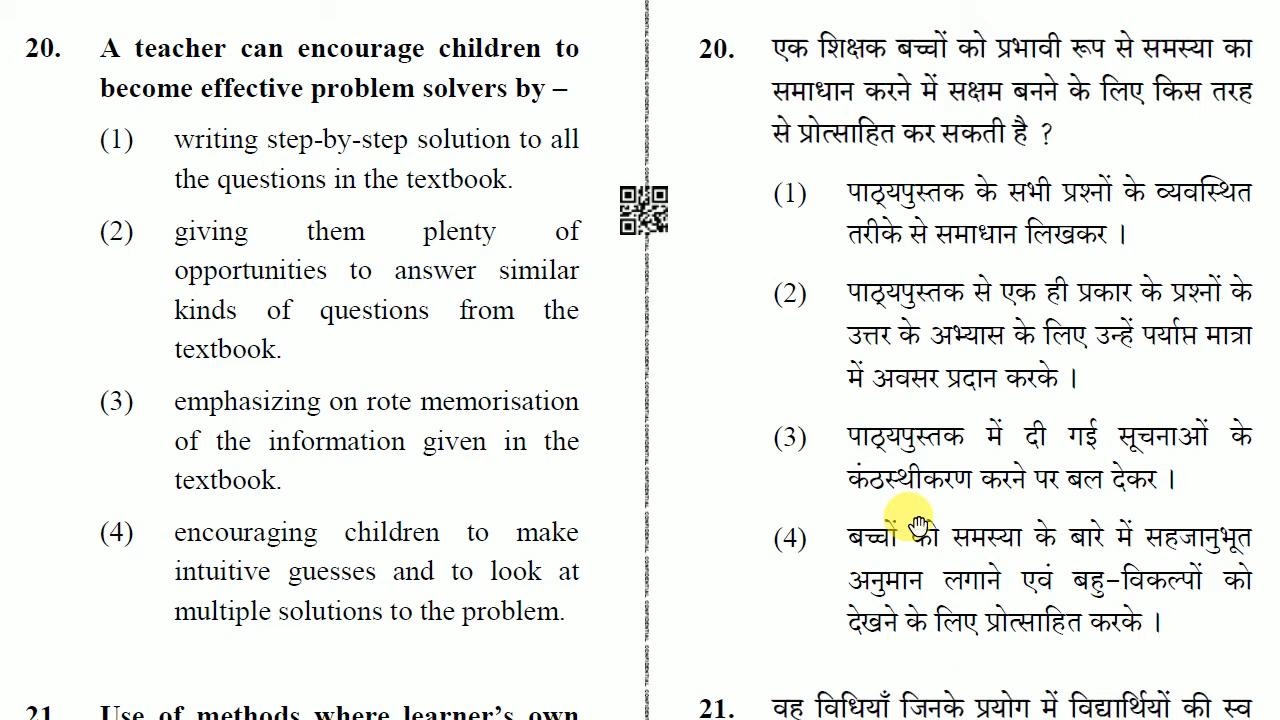 20. A teacher can encourage children to
become effective problem solvers by –
(1) writing step-by-step solution to all
the questions in the textbook.
(2) giving them plenty of
opportunities to answer similar
kinds of questions from the
textbook.
(3) emphasizing on rote memorisation
of the information given in the
textbook.
(4) encouraging children to make
intuitive guesses and to look at
multiple solutions to the problem.
21. Use of methods where learner's own
20. एक शिक्षक बच्चों को प्रभावी रूप से समस्या का
समाधान करने में सक्षम बनने के लिए किस तरह
से प्रोत्साहित कर सकती है ?
(1) पाठ्यपुस्तक के सभी प्रश्नों के व्यवस्थित
तरीके से समाधान लिखकर ।
(2) पाठ्यपुस्तक से एक ही प्रकार के प्रश्नों के
उत्तर के अभ्यास के लिए उन्हें पर्याप्त मात्रा
में अवसर प्रदान करके ।
(3) पाठ्यपुस्तक में दी गई सूचनाओं के
कंठस्थीकरण करने पर बल देकर ।
(4) बच्चों को समस्या के बारे में सहजानुभूत
अनुमान लगाने एवं बहु-विकल्पों को
देखने के लिए प्रोत्साहित करके ।
21. वह विधियाँ जिनके प्रयोग में विद्यार्थियों की स्व